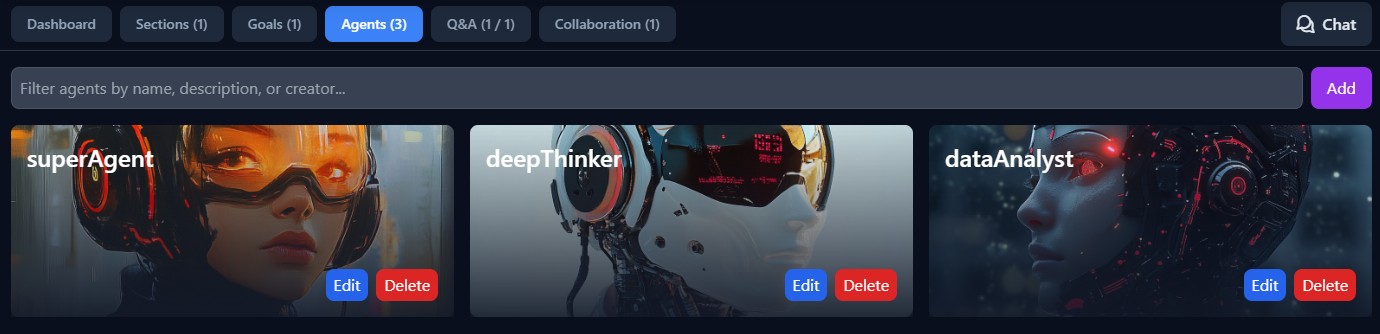 Dashboard Sections (1) Goals (1) Agents (3) Q&A (1 / 1) Collaboration (1) Chat
Filter agents by name, description, or creator... Add
superAgent deepThinker dataAnalyst
Edit Delete Edit Delete Edit Delete